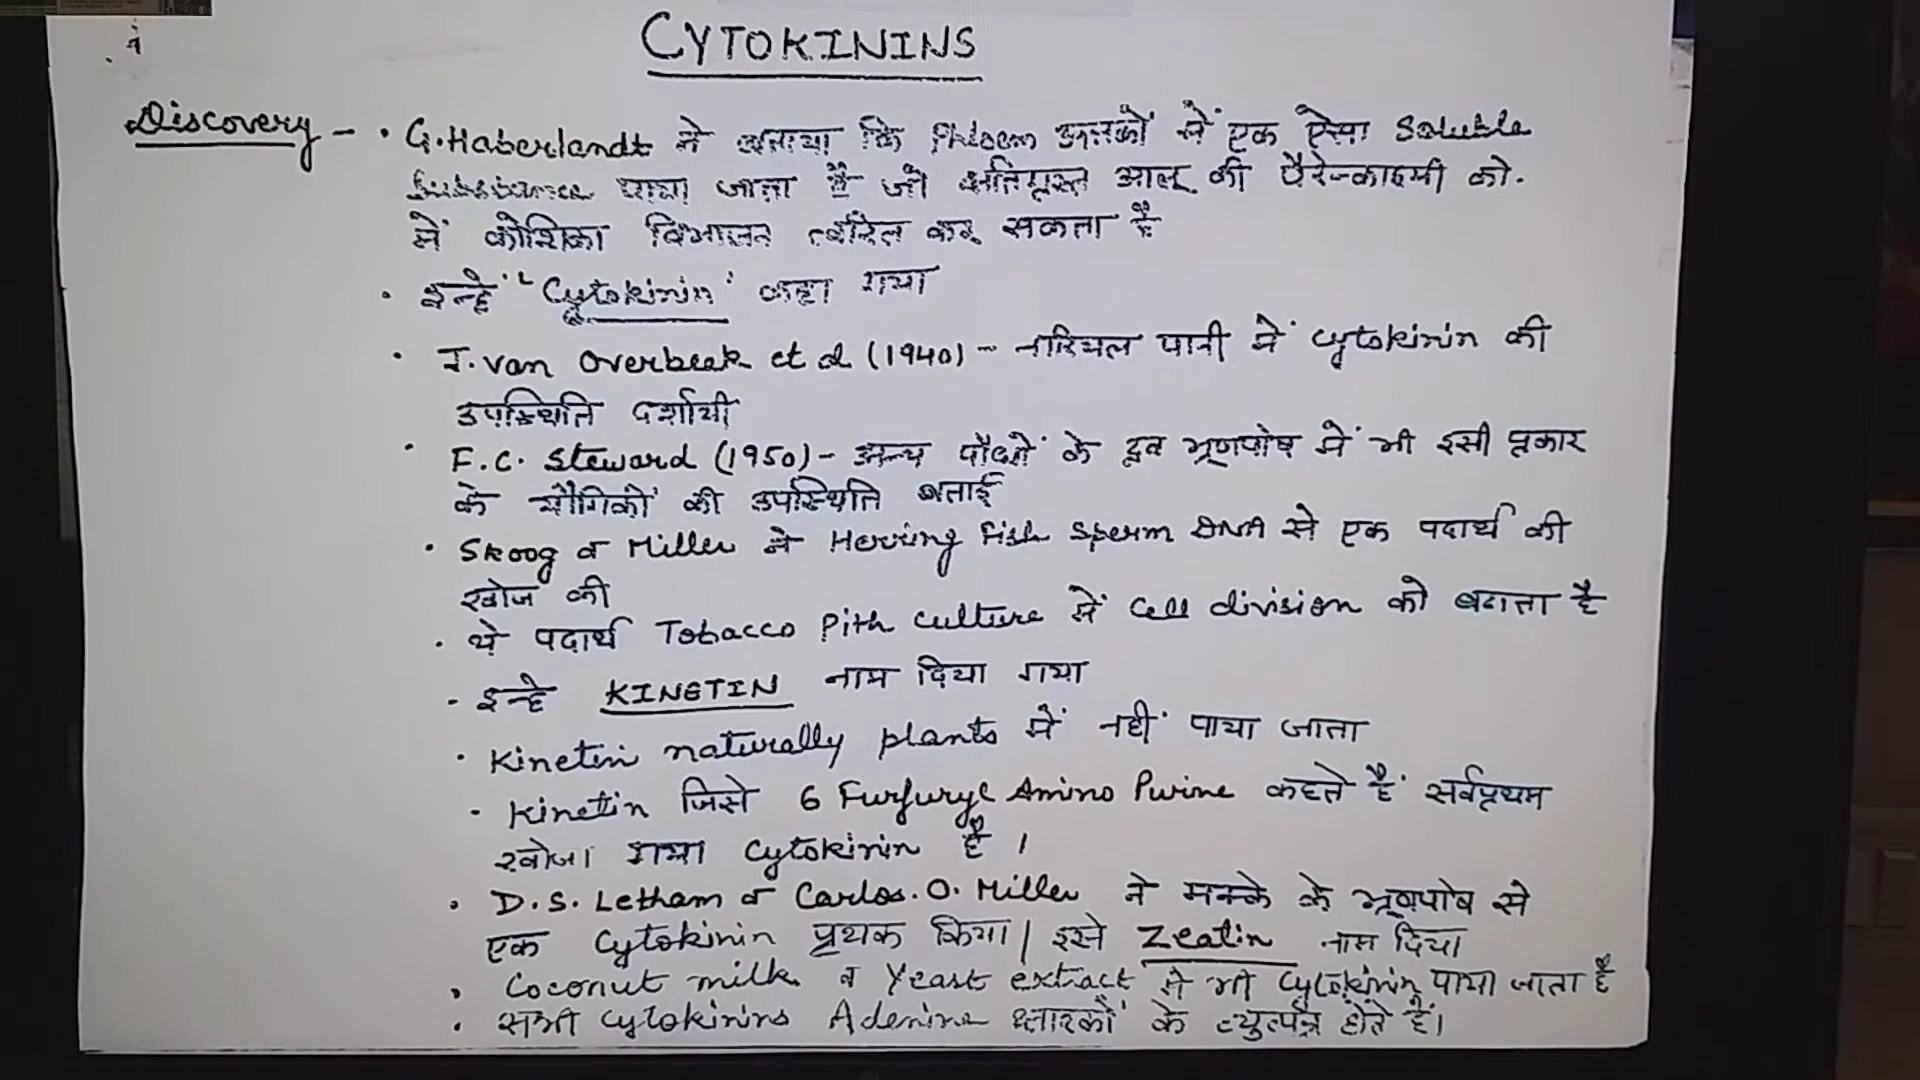 CYTOKININS
Discovery - • G.Haberlandt ने बताया कि Phloem ऊतकों में एक ऐसा Soluble
Substance पाया जाता है जो क्षतिग्रस्त आलू की पैरेन्काइमी को.
में कोशिका विभाजन त्वरित कर सकता है
• इन्हे 'Cytokinin' कहा गया
• J.van Overbeek et al (1940) - नारियल पानी में Cytokinin की
उपस्थिति दर्शायी
• F.C. Steward (1950) - अन्य पौधों के द्रव भ्रूणपोष में भी इसी प्रकार
के यौगिकों की उपस्थिति बताई
• Skoog व Miller ने Herring Fish Sperm DNA से एक पदार्थ की
खोज की
• ये पदार्थ Tobacco Pith Culture में Cell division को बढाता है
• इन्हे KINETIN नाम दिया गया
• Kinetin naturally plants में नहीं पाया जाता
• Kinetin जिसे 6 Furfuryl Amino Purine कहते हैं सर्वप्रथम
खोजा गया Cytokinin है ।
• D.S. Letham व Carlos.O. Miller ने मक्के के भ्रूणपोष से
एक Cytokinin पृथक किया| इसे Zeatin नाम दिया
• Coconut milk व Yeast extract में भी Cytokinin पाया जाता है
• सभी Cytokinins Adenine क्षारकों के व्युत्पन्न होते हैं।